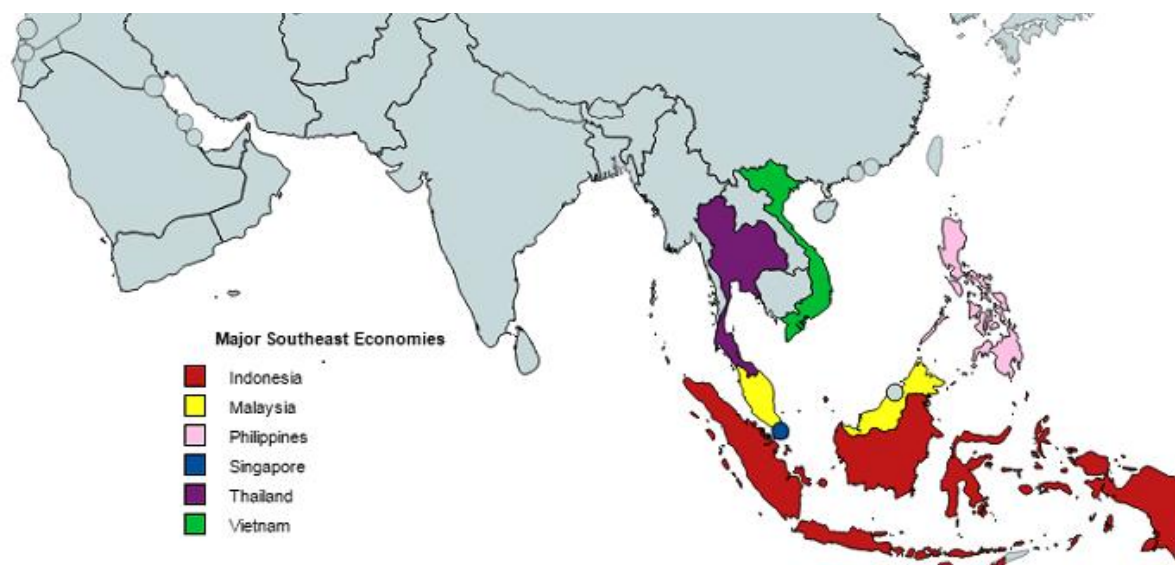 Major Southeast Economies
Indonesia
Malaysia
Philippines
Singapore
Thailand
Vietnam